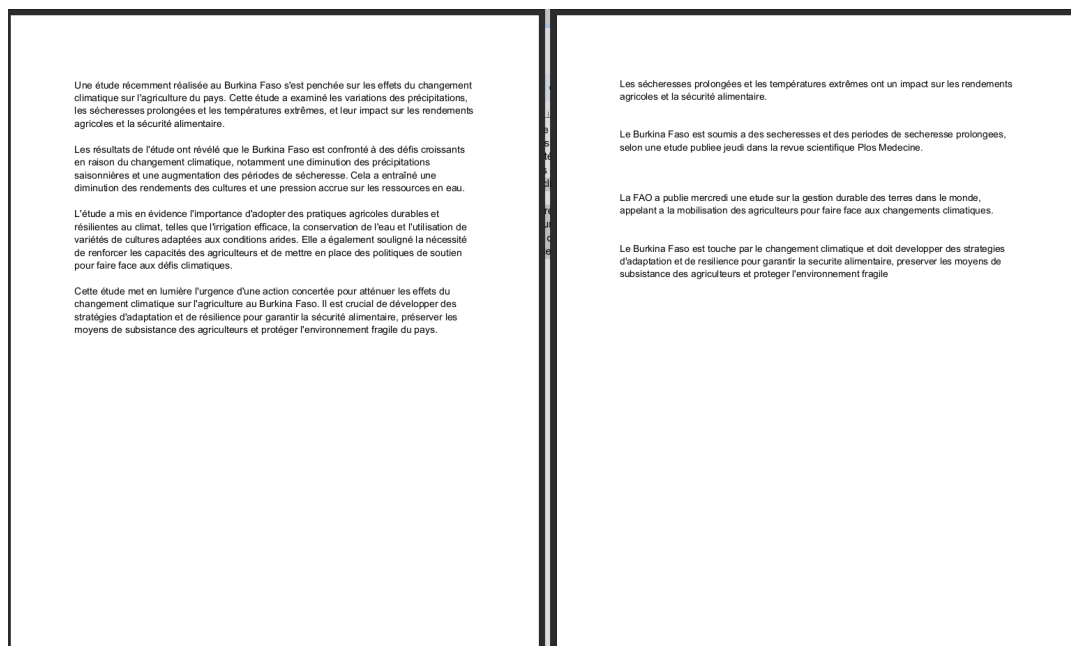 Une étude récemment réalisée au Burkina Faso s'est penchée sur les effets du changement
climatique sur l'agriculture du pays. Cette étude a examiné les variations des précipitations,
les sécheresses prolongées et les températures extrêmes, et leur impact sur les rendements
agricoles et la sécurité alimentaire.
Les résultats de l'étude ont révélé que le Burkina Faso est confronté à des défis croissants
en raison du changement climatique, notamment une diminution des précipitations
saisonnières et une augmentation des périodes de sécheresse. Cela a entraîné une
diminution des rendements des cultures et une pression accrue sur les ressources en eau.
L'étude a mis en évidence l'importance d'adopter des pratiques agricoles durables et
résilientes au climat, telles que l'irrigation efficace, la conservation de l'eau et l'utilisation de
variétés de cultures adaptées aux conditions arides. Elle a également souligné la nécessité
de renforcer les capacités des agriculteurs et de mettre en place des politiques de soutien
pour faire face aux défis climatiques.
Cette étude met en lumière l'urgence d'une action concertée pour atténuer les effets du
changement climatique sur l'agriculture au Burkina Faso. Il est crucial de développer des
stratégies d'adaptation et de résilience pour garantir la sécurité alimentaire, préserver les
moyens de subsistance des agriculteurs et protéger l'environnement fragile du pays.
Les sécheresses prolongées et les températures extrêmes ont un impact sur les rendements
agricoles et la sécurité alimentaire.
Le Burkina Faso est soumis a des secheresses et des periodes de secheresse prolongees,
selon une etude publiee jeudi dans la revue scientifique Plos Medecine.
La FAO a publie mercredi une etude sur la gestion durable des terres dans le monde,
appelant a la mobilisation des agriculteurs pour faire face aux changements climatiques.
Le Burkina Faso est touche par le changement climatique et doit developper des strategies
d'adaptation et de resilience pour garantir la securite alimentaire, preserver les moyens de
subsistance des agriculteurs et proteger l'environnement fragile